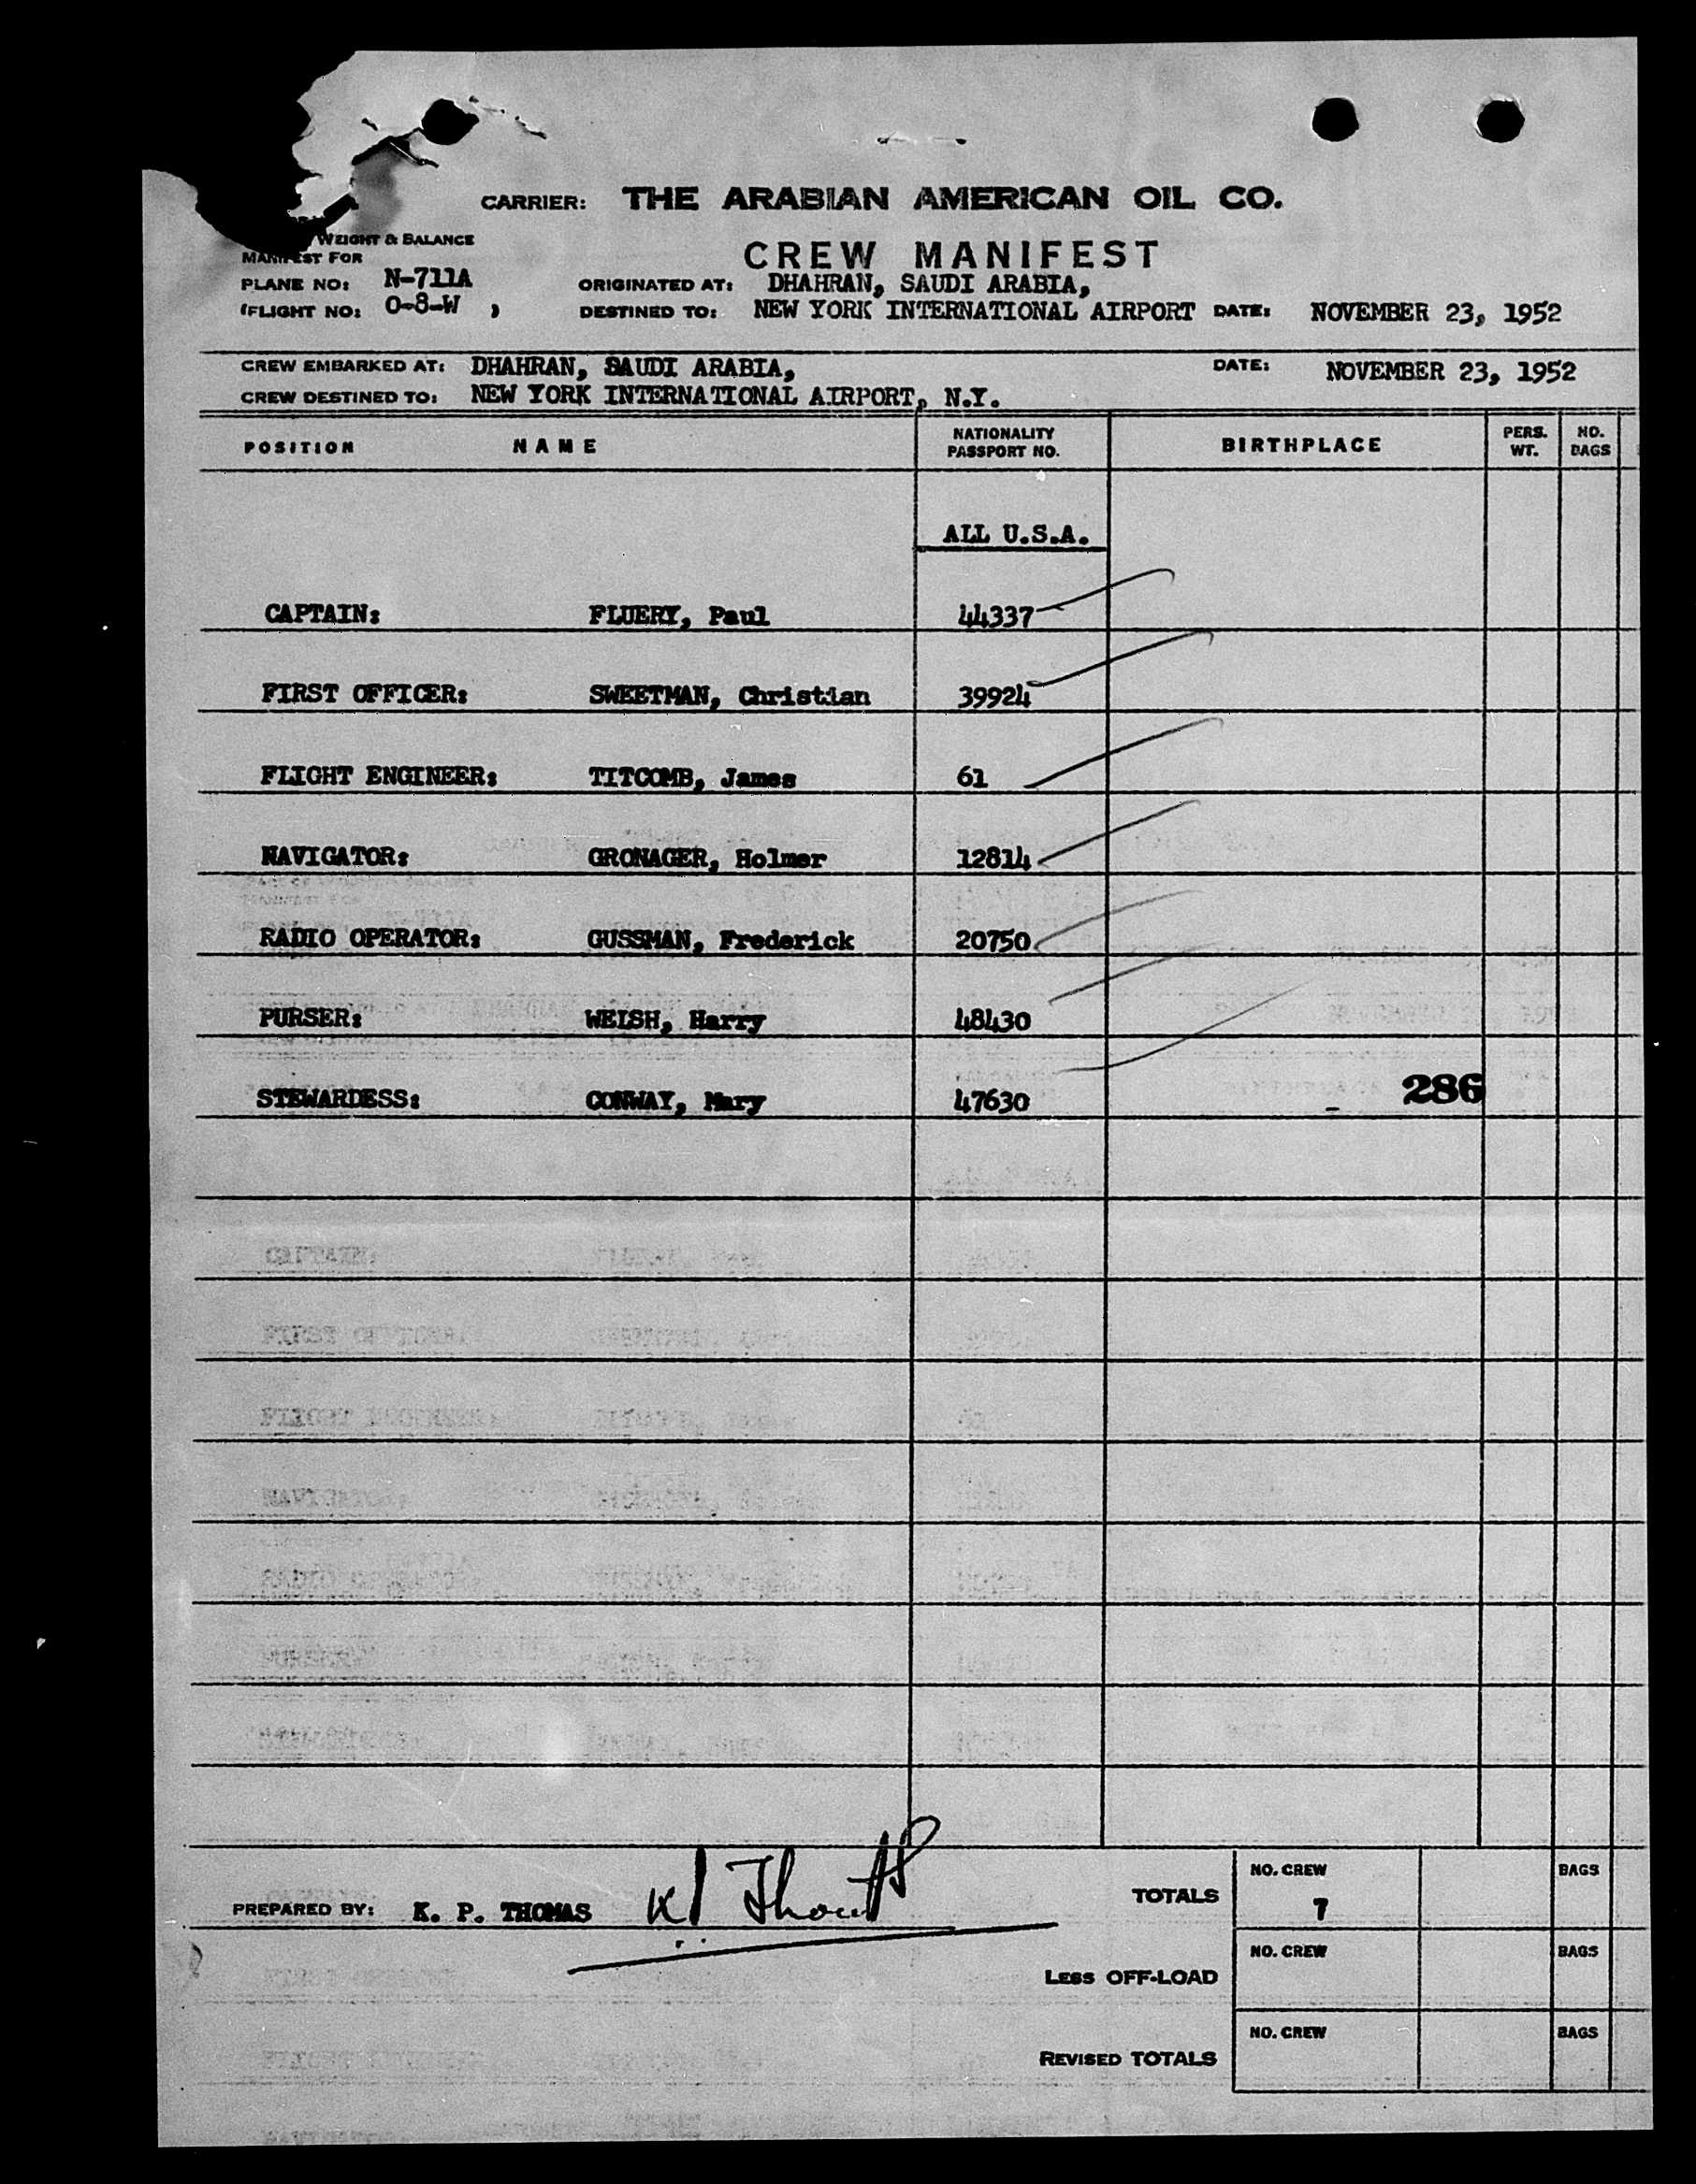 CARRIER: THE ARABIAN AMERICAN OIL CO.
WEIGHT & BALANCE
MANIFEST FOR
CREW MANIFEST
PLANE NO: N-711A ORIGINATED AT: DHAHRAN, SAUDI ARABIA,
(FLIGHT NO: O-8-W , DESTINED TO: NEW YORK INTERNATIONAL AIRPORT DATE: NOVEMBER 23, 1952
CREW EMBARKED AT: DHAHRAN, SAUDI ARABIA, DATE: NOVEMBER 23, 1952
CREW DESTINED TO: NEW YORK INTERNATIONAL AIRPORT, N.Y.
POSITION NAME NATIONALITY PASSPORT NO. BIRTHPLACE PERS. WT. NO. BAGS
ALL U.S.A.
CAPTAIN: FLUERY, Paul 44337
FIRST OFFICER: SWEETMAN, Christian 39924
FLIGHT ENGINEER: TITCOMB, James 61
NAVIGATOR: GRONAGER, Holmer 12814
RADIO OPERATOR: GUSSMAN, Frederick 20750
PURSER: WELSH, Harry 48430
STEWARDESS: CONWAY, Mary 47630 286
NO. CREW BAGS
PREPARED BY: K. P. THOMAS TOTALS 7
NO. CREW BAGS
LESS OFF-LOAD
NO. CREW BAGS
REVISED TOTALS